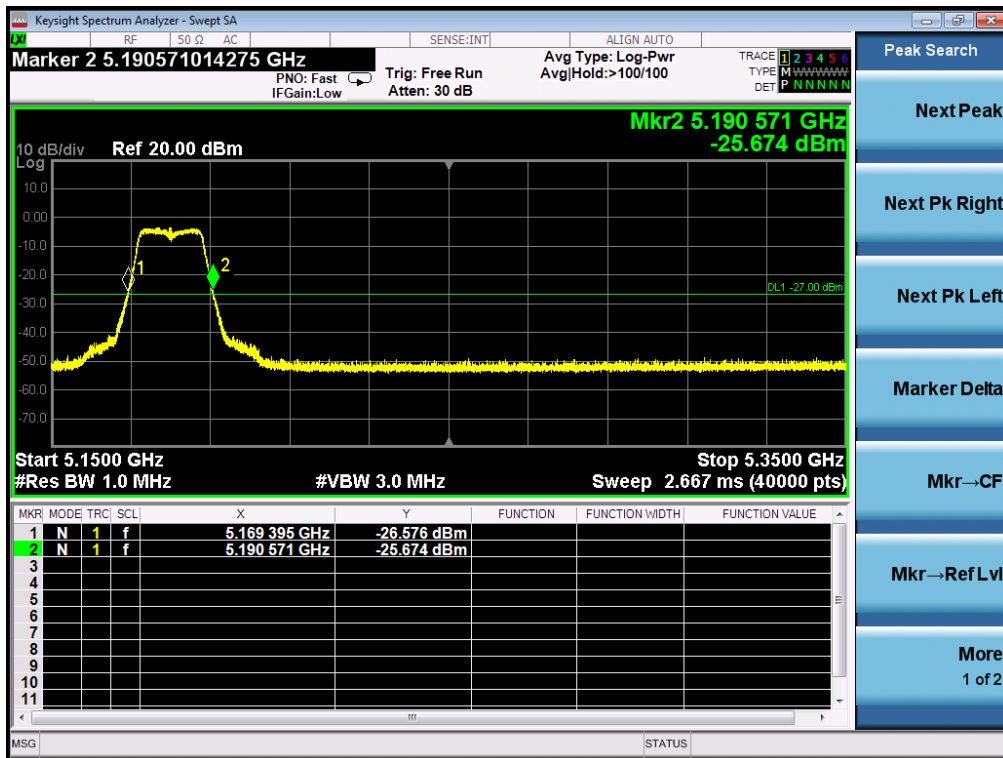 Keysight Spectrum Analyzer - Swept SA
LXI RF 50 Ω AC SENSE:INT ALIGN AUTO
Marker 2 5.190571014275 GHz
PNO: Fast
IFGain:Low
Trig: Free Run
Atten: 30 dB
Avg Type: Log-Pwr
Avg|Hold:>100/100
TRACE 1 2 3 4 5 6
TYPE M WWWWW
DET P N N N N N
Mkr2 5.190 571 GHz
-25.674 dBm
10 dB/div Ref 20.00 dBm
Log
10.0
0.00
-10.0
-20.0
-30.0
-40.0
-50.0
-60.0
-70.0
1
2
DL1 -27.00 dBm
Start 5.1500 GHz Stop 5.3500 GHz
#Res BW 1.0 MHz #VBW 3.0 MHz Sweep 2.667 ms (40000 pts)
MKR MODE TRC SCL X Y FUNCTION FUNCTION WIDTH FUNCTION VALUE
1 N 1 f 5.169 395 GHz -26.576 dBm
2 N 1 f 5.190 571 GHz -25.674 dBm
3
4
5
6
7
8
9
10
11
MSG STATUS
Peak Search
Next Peak
Next Pk Right
Next Pk Left
Marker Delta
Mkr→CF
Mkr→Ref Lvl
More
1 of 2